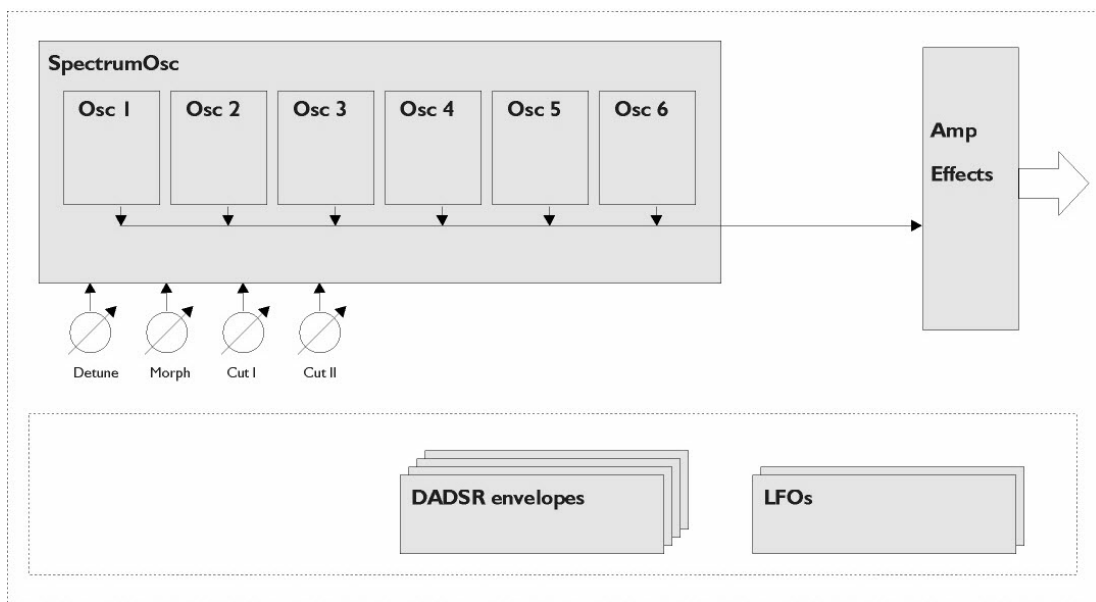 SpectrumOsc
Osc 1 Osc 2 Osc 3 Osc 4 Osc 5 Osc 6
Amp
Effects
Detune Morph Cut I Cut II
DADSR envelopes LFOs